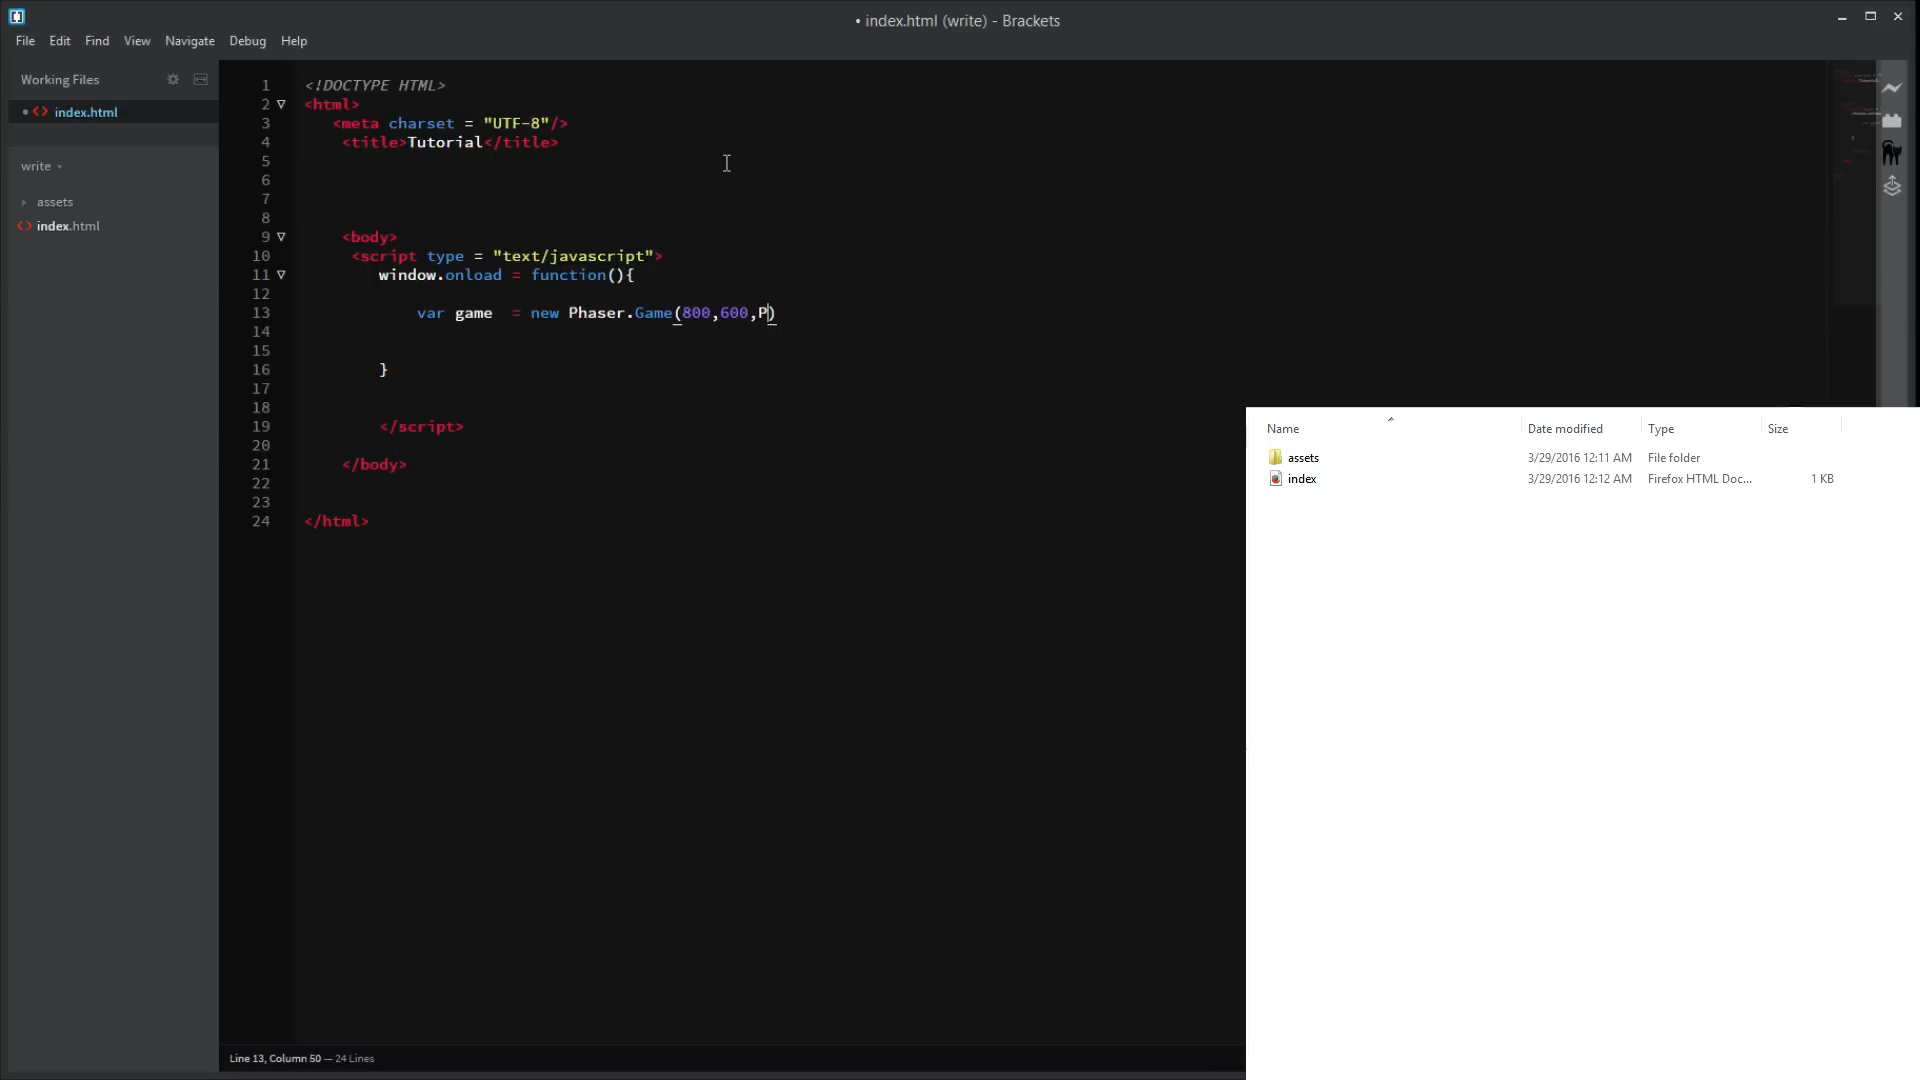 • index.html (write) - Brackets
File Edit Find View Navigate Debug Help
Working Files
• <> index.html
write
assets
<> index.html
1 <!DOCTYPE HTML>
2 <html>
3 <meta charset = "UTF-8"/>
4 <title>Tutorial</title>
5
6
7
8
9 <body>
10 <script type = "text/javascript">
11 window.onload = function(){
12
13 var game  = new Phaser.Game(800,600,P)
14
15
16 }
17
18
19 </script>
20
21 </body>
22
23
24 </html>
Line 13, Column 50 — 24 Lines
Name Date modified Type Size
assets 3/29/2016 12:11 AM File folder
index 3/29/2016 12:12 AM Firefox HTML Doc... 1 KB